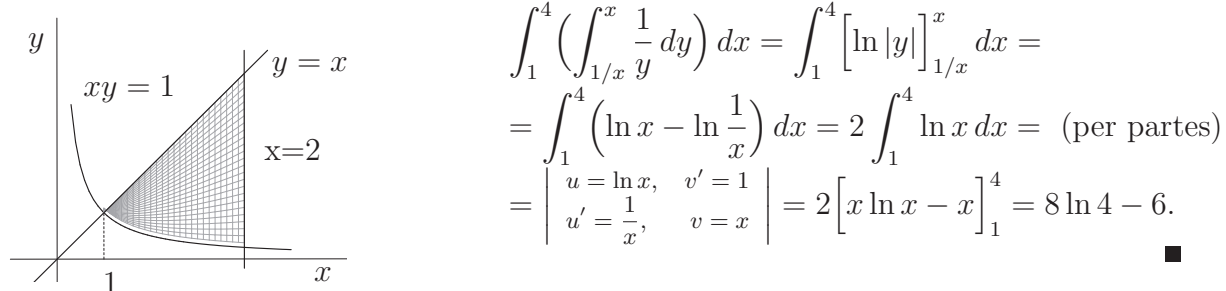 y
y = x
xy = 1
x=2
x
1
∫_1^4 ( ∫_{1/x}^x 1/y dy ) dx = ∫_1^4 [ ln |y| ]_{1/x}^x dx =
= ∫_1^4 ( ln x − ln 1/x ) dx = 2 ∫_1^4 ln x dx = (per partes)
= | u = ln x, v′ = 1
u′ = 1/x, v = x | = 2[ x ln x − x ]_1^4 = 8 ln 4 − 6.